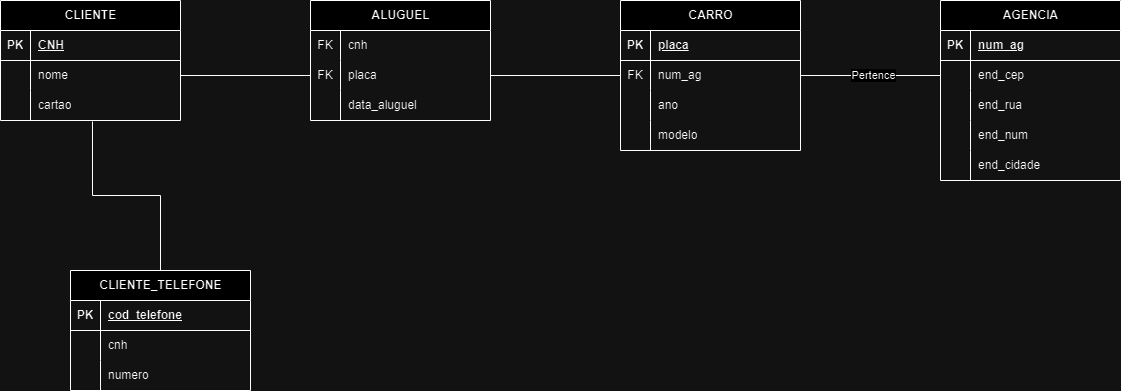 CLIENTE
PK CNH
nome
cartao
ALUGUEL
FK cnh
FK placa
data_aluguel
CARRO
PK placa
FK num_ag
ano
modelo
Pertence
AGENCIA
PK num_ag
end_cep
end_rua
end_num
end_cidade
CLIENTE_TELEFONE
PK cod_telefone
cnh
numero